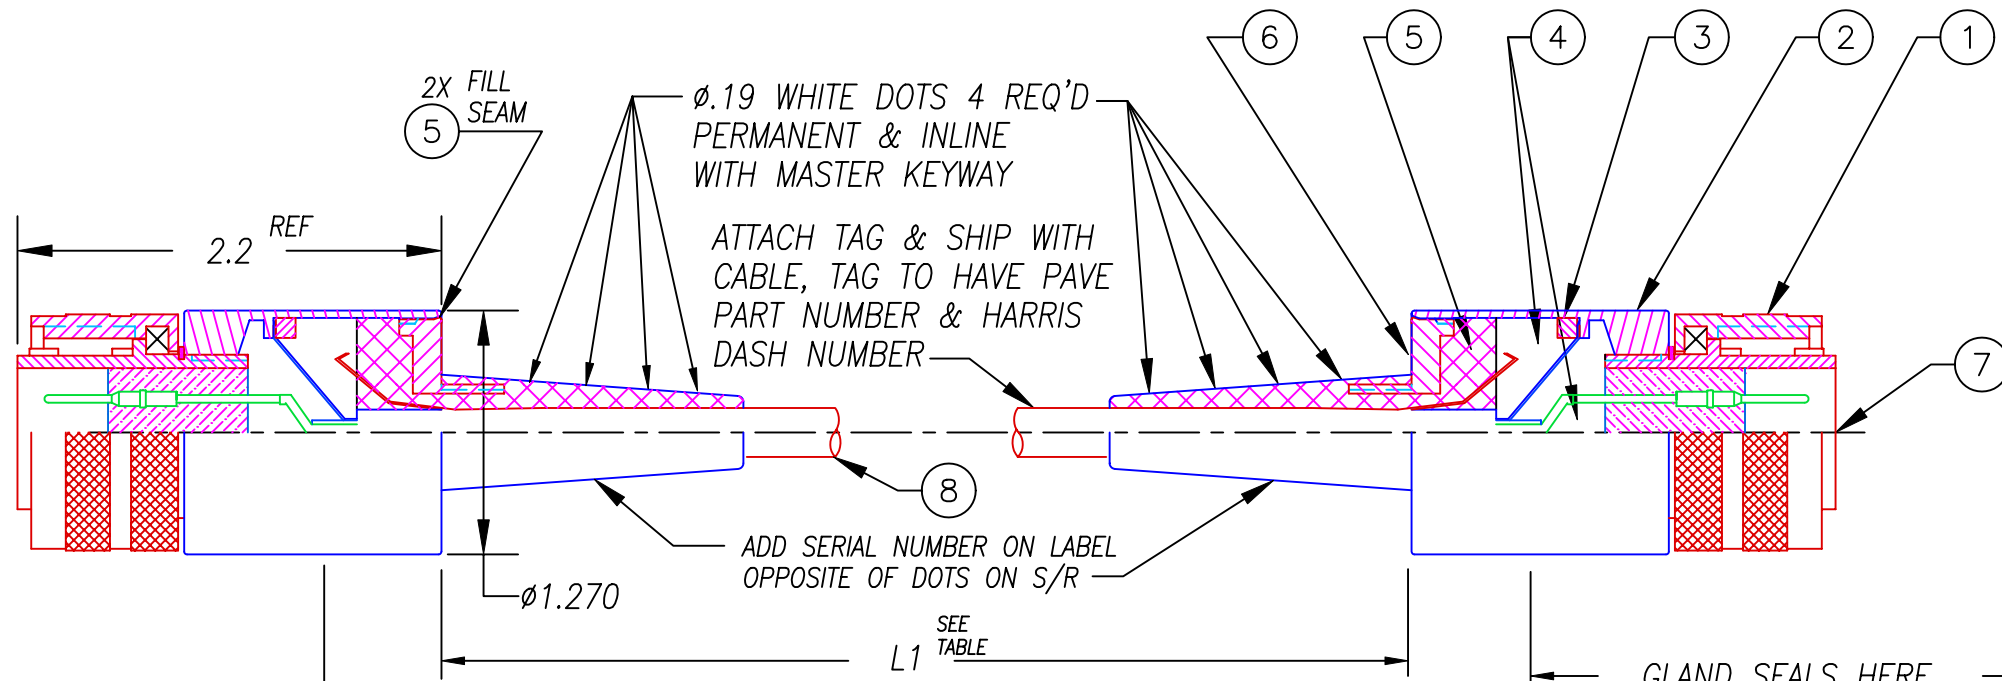 6
5
4
3
2
1
2X FILL
SEAM
5
ø.19 WHITE DOTS 4 REQ'D
PERMANENT & INLINE
WITH MASTER KEYWAY
2.2 REF
ATTACH TAG & SHIP WITH
CABLE, TAG TO HAVE PAVE
PART NUMBER & HARRIS
DASH NUMBER
7
8
ADD SERIAL NUMBER ON LABEL
OPPOSITE OF DOTS ON S/R
ø1.270
L1 SEE
TABLE
GLAND SEALS HERE